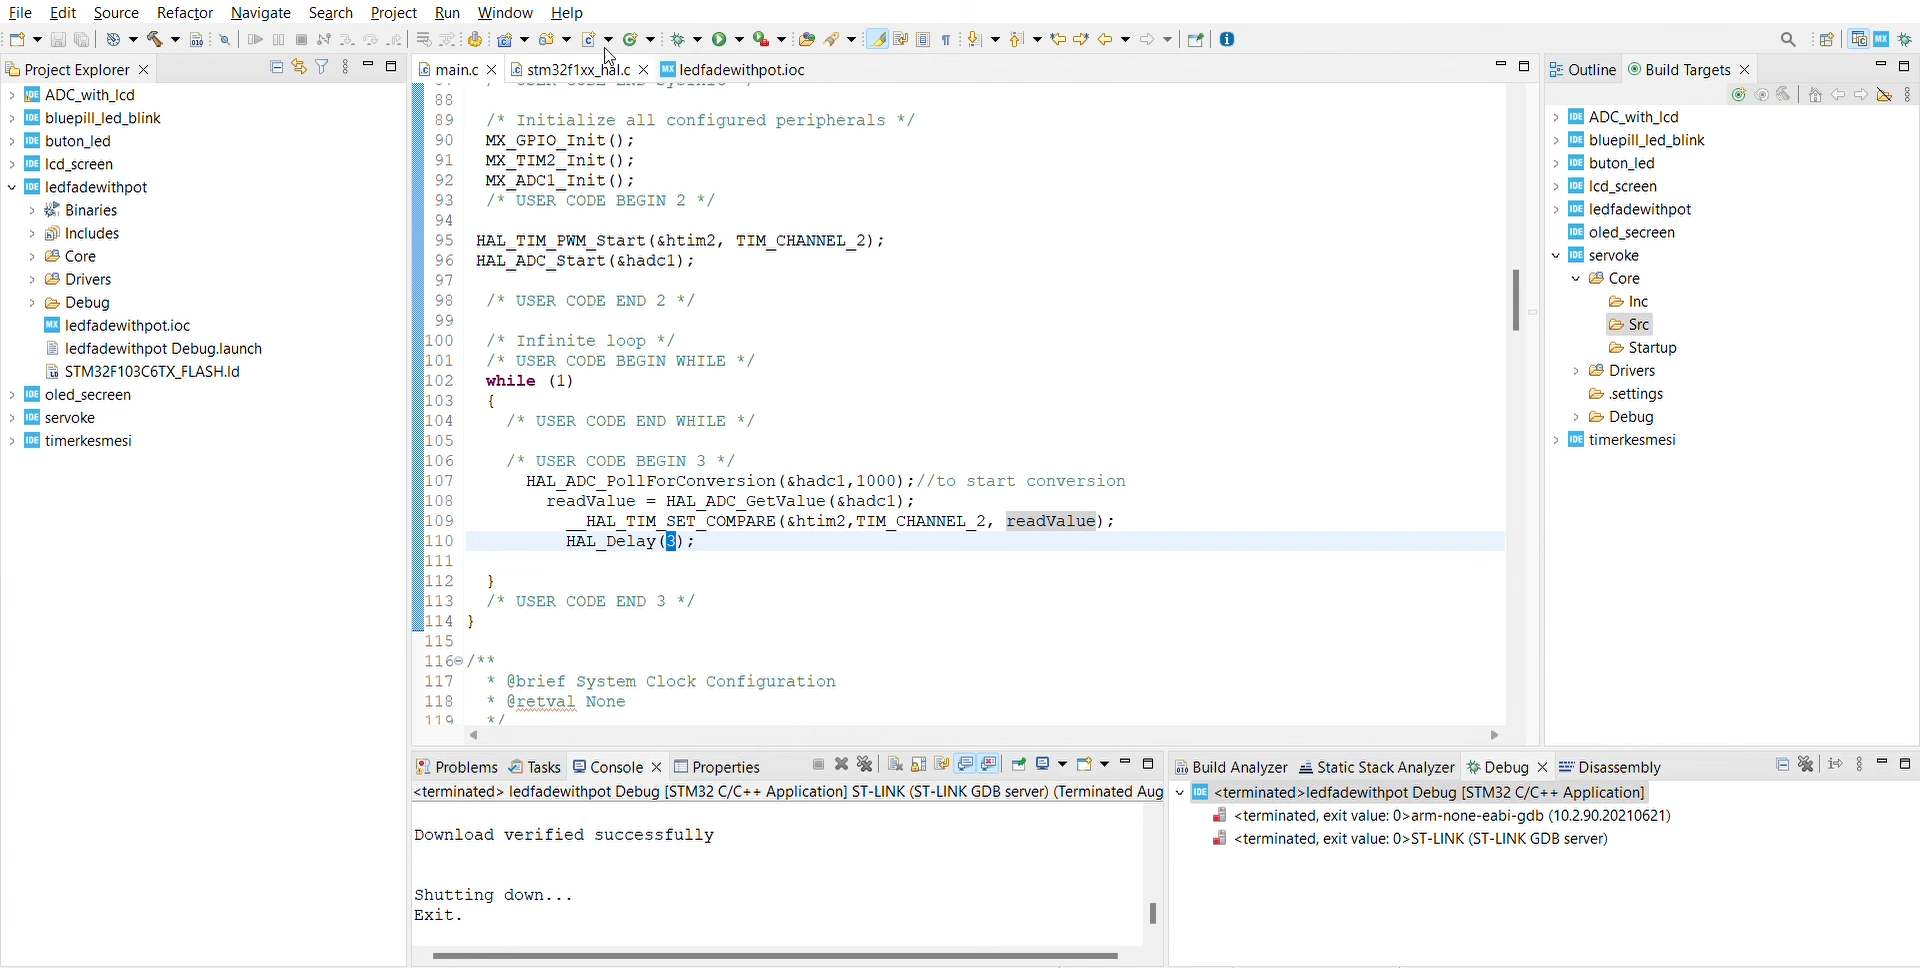 File Edit Source Refactor Navigate Search Project Run Window Help
Project Explorer
ADC_with_lcd
bluepill_led_blink
buton_led
lcd_screen
ledfadewithpot
Binaries
Includes
Core
Drivers
Debug
ledfadewithpot.ioc
ledfadewithpot Debug.launch
STM32F103C6TX_FLASH.ld
oled_secreen
servoke
timerkesmesi
main.c stm32f1xx_hal.c ledfadewithpot.ioc
88
89 /* Initialize all configured peripherals */
90 MX_GPIO_Init();
91 MX_TIM2_Init();
92 MX_ADC1_Init();
93 /* USER CODE BEGIN 2 */
94
95 HAL_TIM_PWM_Start(&htim2, TIM_CHANNEL_2);
96 HAL_ADC_Start(&hadc1);
97
98 /* USER CODE END 2 */
99
100 /* Infinite loop */
101 /* USER CODE BEGIN WHILE */
102 while (1)
103 {
104 /* USER CODE END WHILE */
105
106 /* USER CODE BEGIN 3 */
107 HAL_ADC_PollForConversion(&hadc1,1000);//to start conversion
108 readValue = HAL_ADC_GetValue(&hadc1);
109 __HAL_TIM_SET_COMPARE(&htim2,TIM_CHANNEL_2, readValue);
110 HAL_Delay(3);
111
112 }
113 /* USER CODE END 3 */
114 }
115
116 /**
117 * @brief System Clock Configuration
118 * @retval None
119 */
Outline Build Targets
ADC_with_lcd
bluepill_led_blink
buton_led
lcd_screen
ledfadewithpot
oled_secreen
servoke
Core
Inc
Src
Startup
Drivers
.settings
Debug
timerkesmesi
Problems Tasks Console Properties
<terminated> ledfadewithpot Debug [STM32 C/C++ Application] ST-LINK (ST-LINK GDB server) (Terminated Aug
Download verified successfully
Shutting down...
Exit.
Build Analyzer Static Stack Analyzer Debug Disassembly
<terminated>ledfadewithpot Debug [STM32 C/C++ Application]
<terminated, exit value: 0>arm-none-eabi-gdb (10.2.90.20210621)
<terminated, exit value: 0>ST-LINK (ST-LINK GDB server)